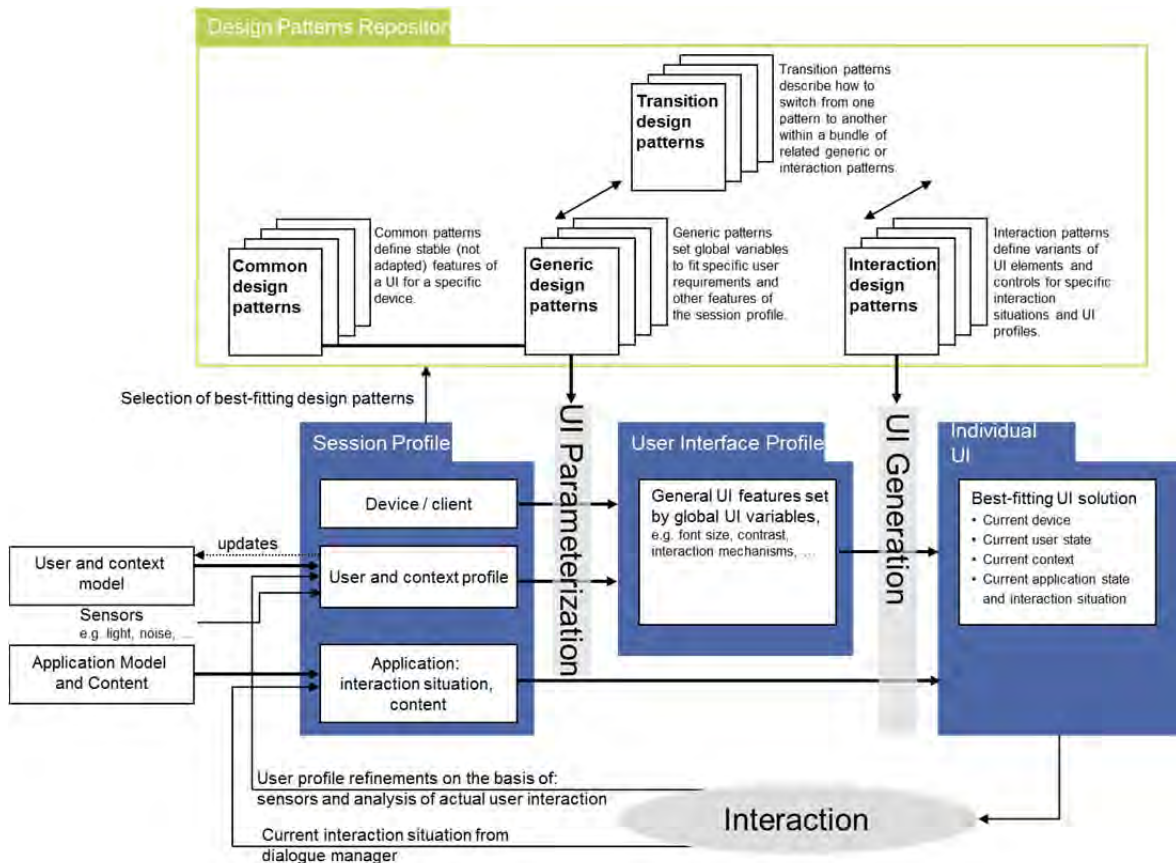 Design Patterns Repository
Transition
design
patterns
Transition patterns
describe how to
switch from one
pattern to another
within a bundle of
related generic or
interaction patterns.
Common
design
patterns
Common patterns
define stable (not
adapted) features of
a UI for a specific
device.
Generic
design
patterns
Generic patterns
set global variables
to fit specific user
requirements and
other features of
the session profile.
Interaction
design
patterns
Interaction patterns
define variants of
UI elements and
controls for specific
interaction
situations and UI
profiles.
Selection of best-fitting design patterns
Session Profile
UI Parameterization
User Interface Profile
UI Generation
Individual
UI
Device / client
General UI features set
by global UI variables,
e.g. font size, contrast,
interaction mechanisms, ...
Best-fitting UI solution
• Current device
• Current user state
• Current context
• Current application state
and interaction situation
updates
User and context
model
User and context profile
Sensors
e.g. light, noise, ...
Application Model
and Content
Application:
interaction situation,
content
User profile refinements on the basis of:
sensors and analysis of actual user interaction
Interaction
Current interaction situation from
dialogue manager